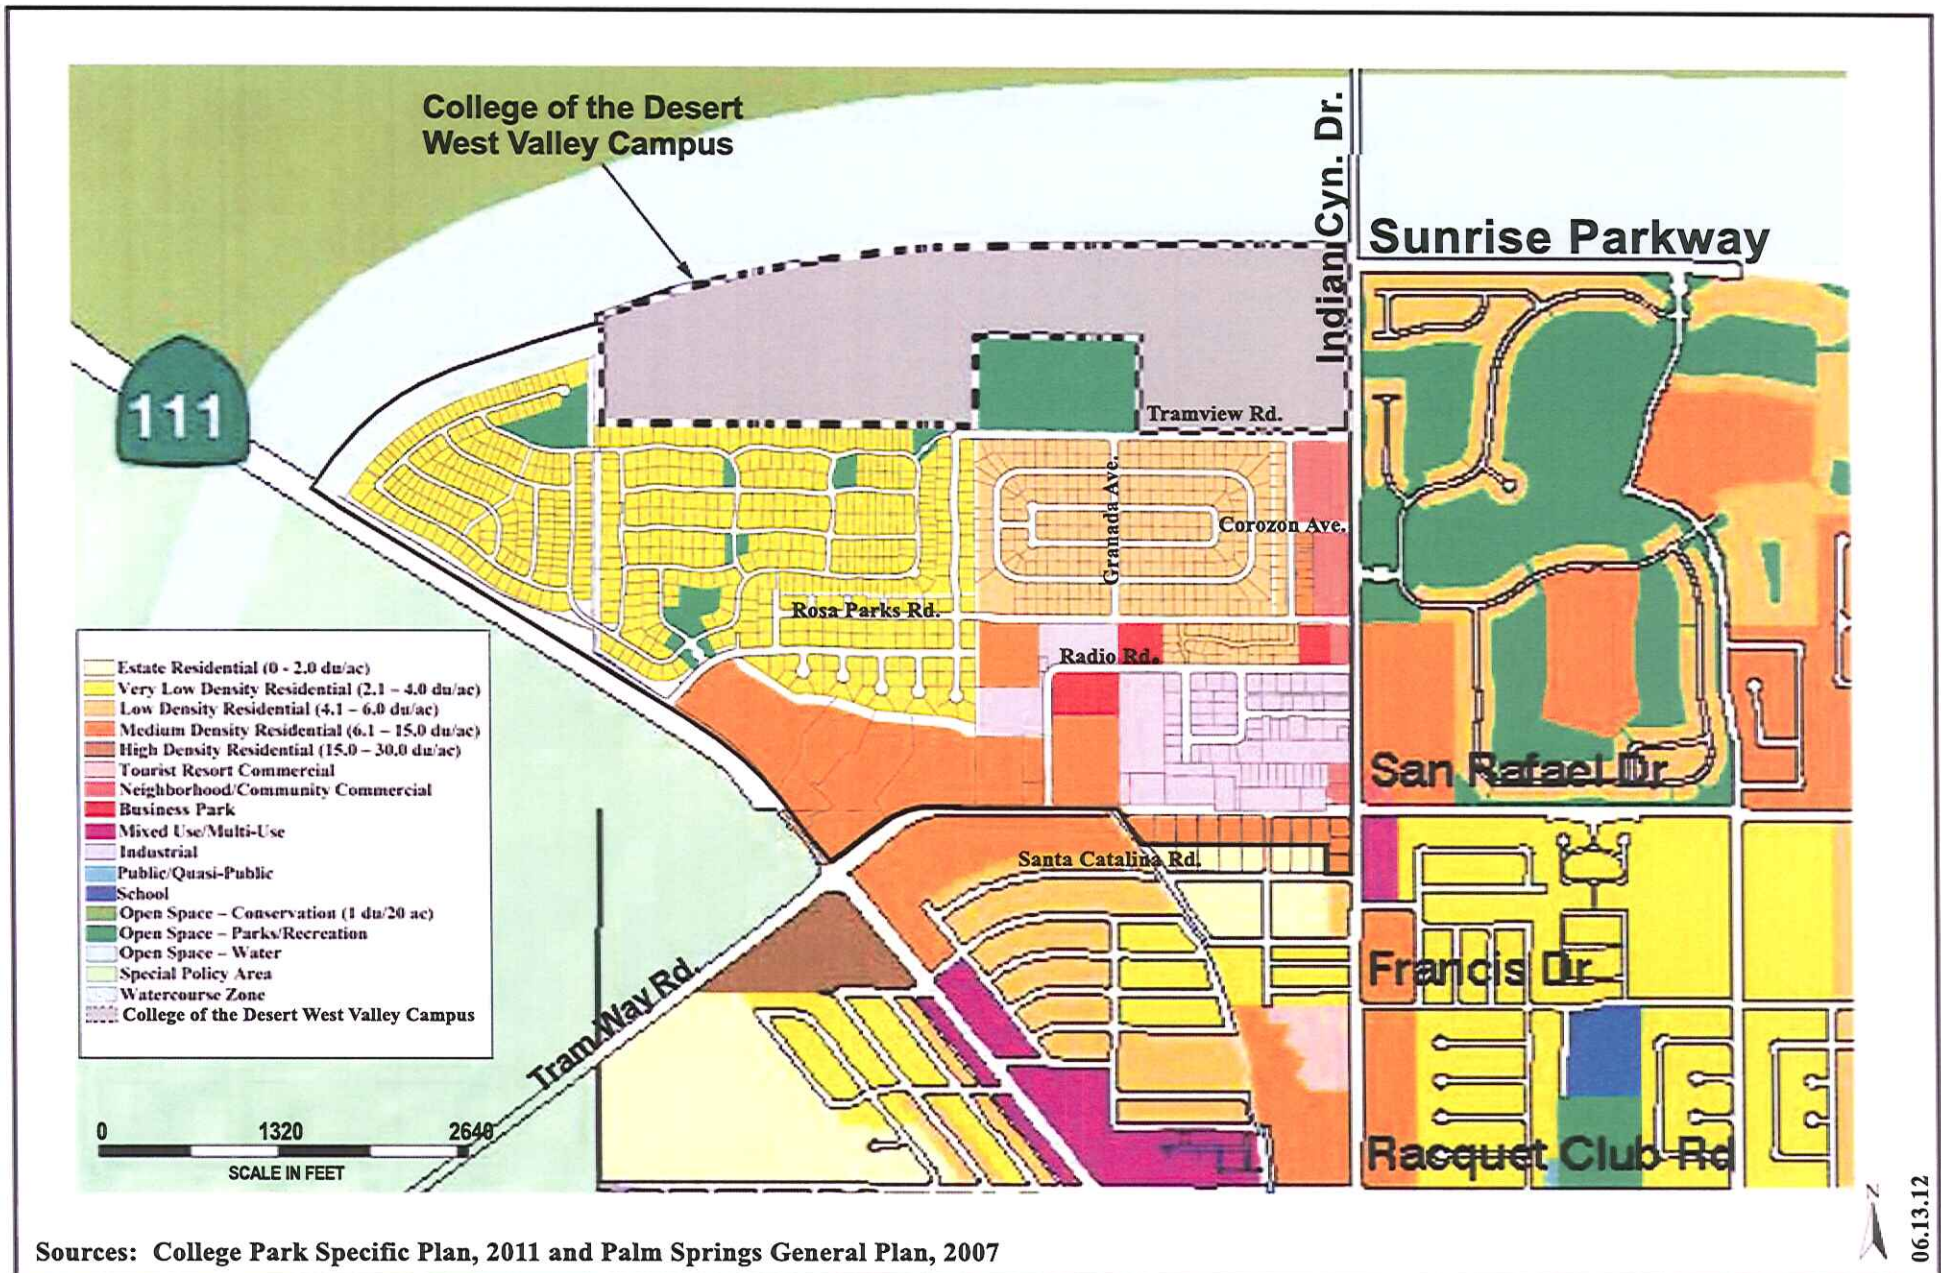 College of the Desert
West Valley Campus
Indian Cyn. Dr.
Sunrise Parkway
111
Tramview Rd.
Granada Ave.
Corozon Ave.
Rosa Parks Rd.
Radio Rd.
San Rafael Dr
Santa Catalina Rd.
Francis Dr
Tram Way Rd.
Racquet Club Rd
Estate Residential (0 - 2.0 du/ac)
Very Low Density Residential (2.1 – 4.0 du/ac)
Low Density Residential (4.1 – 6.0 du/ac)
Medium Density Residential (6.1 – 15.0 du/ac)
High Density Residential (15.0 – 30.0 du/ac)
Tourist Resort Commercial
Neighborhood/Community Commercial
Business Park
Mixed Use/Multi-Use
Industrial
Public/Quasi-Public
School
Open Space – Conservation (1 du/20 ac)
Open Space – Parks/Recreation
Open Space – Water
Special Policy Area
Watercourse Zone
College of the Desert West Valley Campus
0 1320 2640
SCALE IN FEET
N
06.13.12
Sources: College Park Specific Plan, 2011 and Palm Springs General Plan, 2007